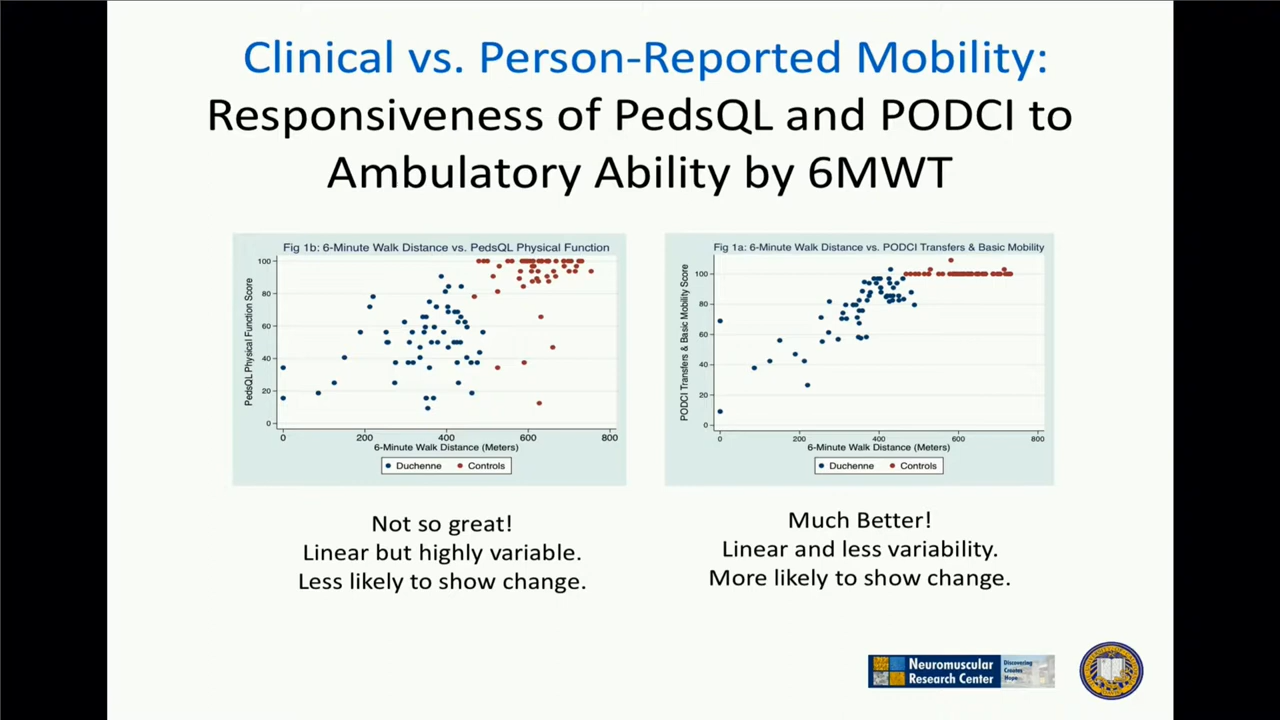 Clinical vs. Person-Reported Mobility:
Responsiveness of PedsQL and PODCI to
Ambulatory Ability by 6MWT
Fig 1b: 6-Minute Walk Distance vs. PedsQL Physical Function
PedsQL Physical Function Score
100
80
60
40
20
0
0 200 400 600 800
6-Minute Walk Distance (Meters)
Duchenne Controls
Fig 1a: 6-Minute Walk Distance vs. PODCI Transfers & Basic Mobility
PODCI Transfers & Basic Mobility Score
100
80
60
40
20
0
0 200 400 600 800
6-Minute Walk Distance (Meters)
Duchenne Controls
Not so great!
Linear but highly variable.
Less likely to show change.
Much Better!
Linear and less variability.
More likely to show change.
Neuromuscular
Research Center
Discovering
Creates
Hope